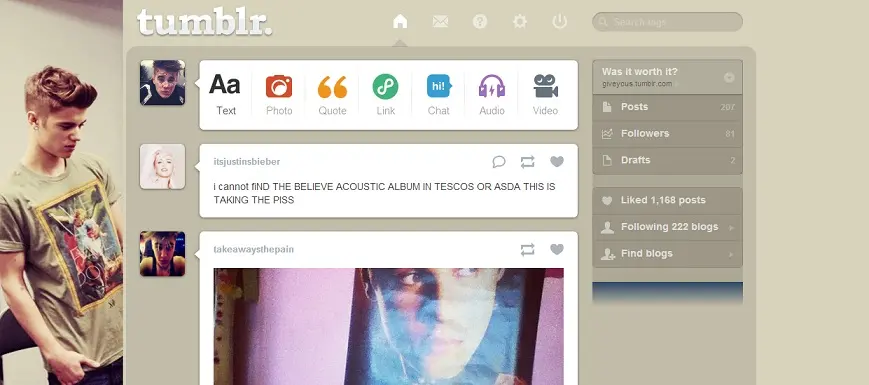 tumblr.
Search tags
Aa
hi!
Text
Photo
Quote
Link
Chat
Audio
Video
itsjustinsbieber
i cannot fiND THE BELIEVE ACOUSTIC ALBUM IN TESCOS OR ASDA THIS IS
TAKING THE PISS
takeawaysthepain
Was it worth it?
giveyous.tumblr.com
Posts 207
Followers 81
Drafts 2
Liked 1,168 posts
Following 222 blogs
Find blogs